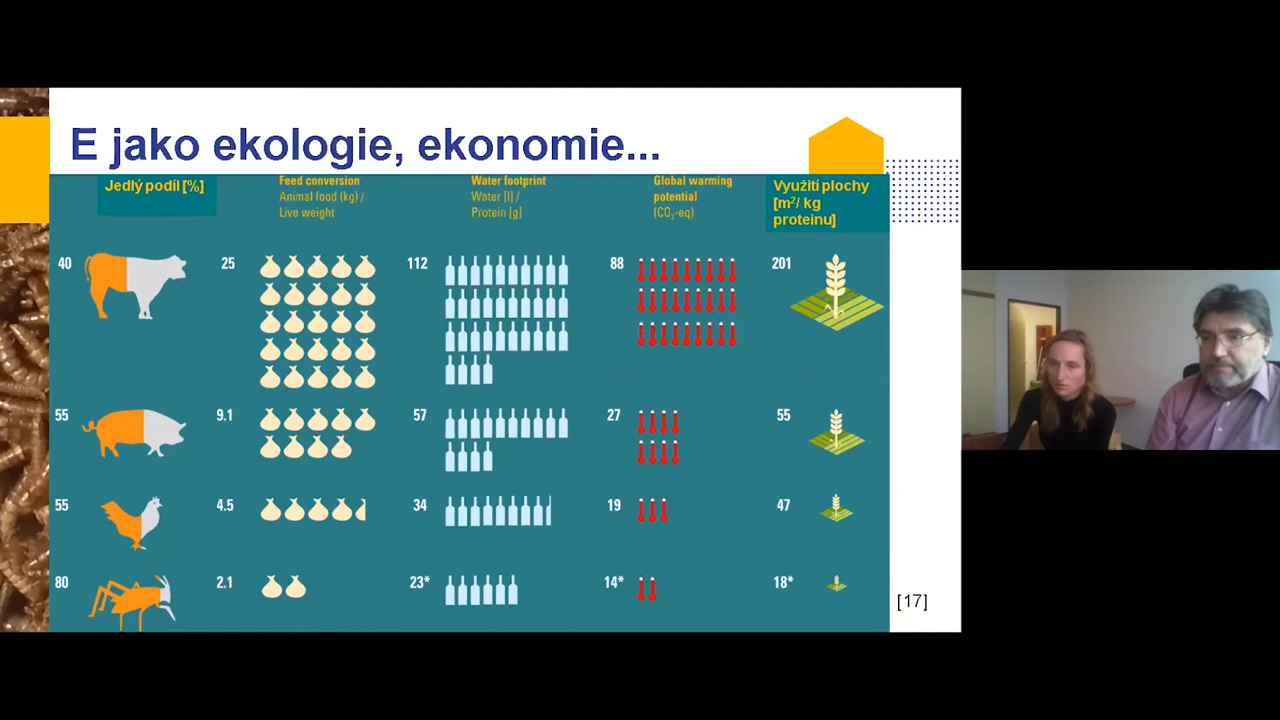 E jako ekologie, ekonomie...
Jedlý podíl [%]
Feed conversion
Animal food (kg) /
Live weight
Water footprint
Water [l] /
Protein [g]
Global warming
potential
(CO₂-eq)
Využití plochy
[m²/ kg
proteinu]
40 25 112 88 201
55 9.1 57 27 55
55 4.5 34 19 47
80 2.1 23* 14* 18*
[17]